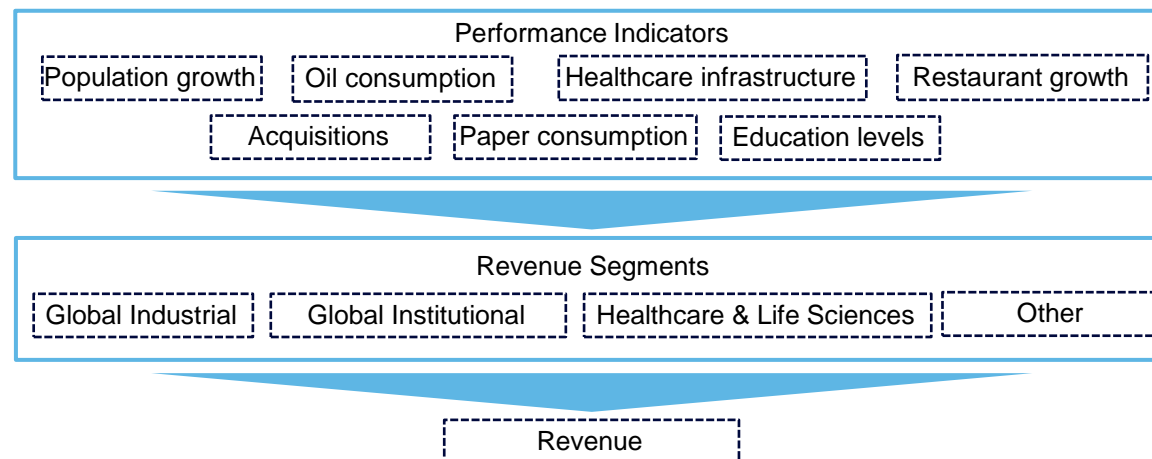 Performance Indicators
Population growth Oil consumption Healthcare infrastructure Restaurant growth
Acquisitions Paper consumption Education levels
Revenue Segments
Global Industrial Global Institutional Healthcare & Life Sciences Other
Revenue